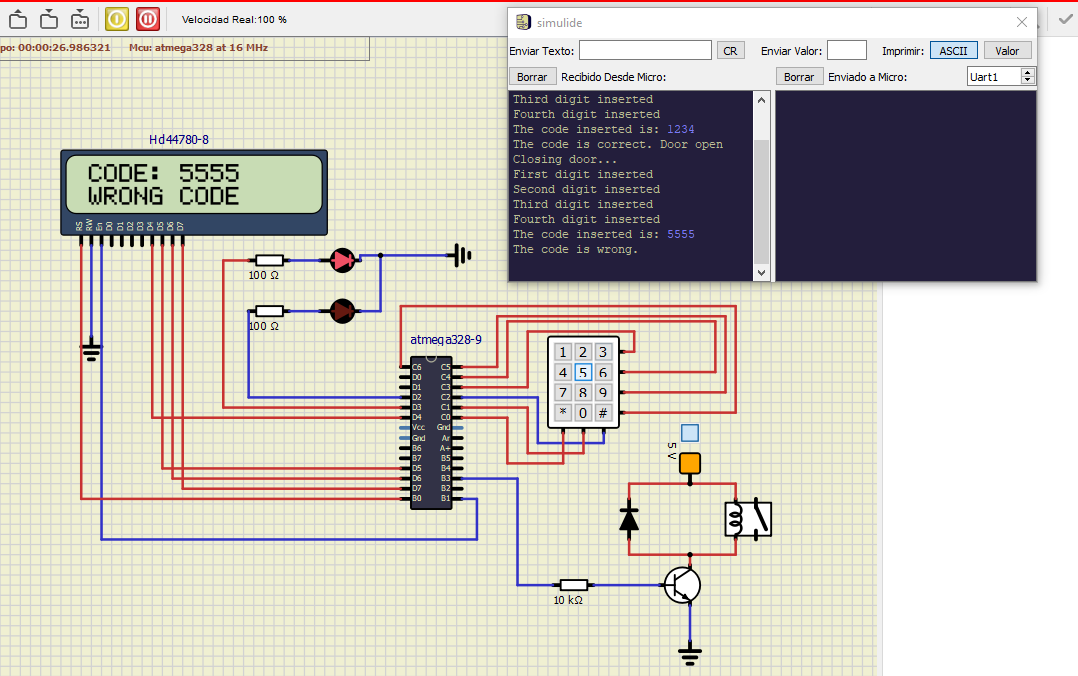 Velocidad Real:100 %
po: 00:00:26.986321 Mcu: atmega328 at 16 MHz
simulide
Enviar Texto: CR Enviar Valor: Imprimir: ASCII Valor
Borrar Recibido Desde Micro: Borrar Enviado a Micro: Uart1
Third digit inserted
Fourth digit inserted
The code inserted is: 1234
The code is correct. Door open
Closing door...
First digit inserted
Second digit inserted
Third digit inserted
Fourth digit inserted
The code inserted is: 5555
The code is wrong.
Hd44780-8
CODE: 5555
WRONG CODE
RS RW En D0 D1 D2 D3 D4 D5 D6 D7
100 Ω
100 Ω
atmega328-9
C6 C5
D0 C4
D1 C3
D2 C2
D3 C1
D4 C0
Vcc Gnd
Gnd Ar
B6 A+
B7 B5
D5 B4
D6 B3
D7 B2
B0 B1
1 2 3
4 5 6
7 8 9
* 0 #
5 V
10 kΩ